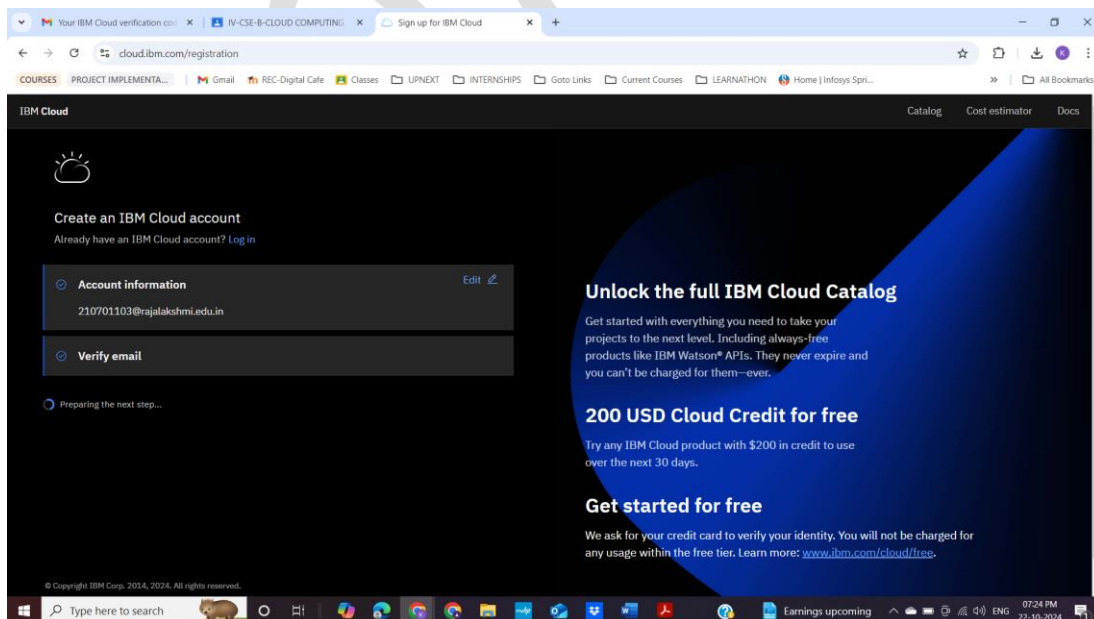 Your IBM Cloud verification cod
IV-CSE-B-CLOUD COMPUTING
Sign up for IBM Cloud
cloud.ibm.com/registration
COURSES PROJECT IMPLEMENTA... Gmail REC-Digital Cafe Classes UPNEXT INTERNSHIPS Goto Links Current Courses LEARNATHON Home | Infosys Spri... » All Bookmarks
IBM Cloud Catalog Cost estimator Docs
Create an IBM Cloud account
Already have an IBM Cloud account? Log in
Account information Edit
210701103@rajalakshmi.edu.in
Verify email
Preparing the next step...
Unlock the full IBM Cloud Catalog
Get started with everything you need to take your
projects to the next level. Including always-free
products like IBM Watson® APIs. They never expire and
you can't be charged for them—ever.
200 USD Cloud Credit for free
Try any IBM Cloud product with $200 in credit to use
over the next 30 days.
Get started for free
We ask for your credit card to verify your identity. You will not be charged for
any usage within the free tier. Learn more: www.ibm.com/cloud/free.
© Copyright IBM Corp. 2014, 2024. All rights reserved.
Type here to search
Earnings upcoming
ENG
07:24 PM
22-10-2024